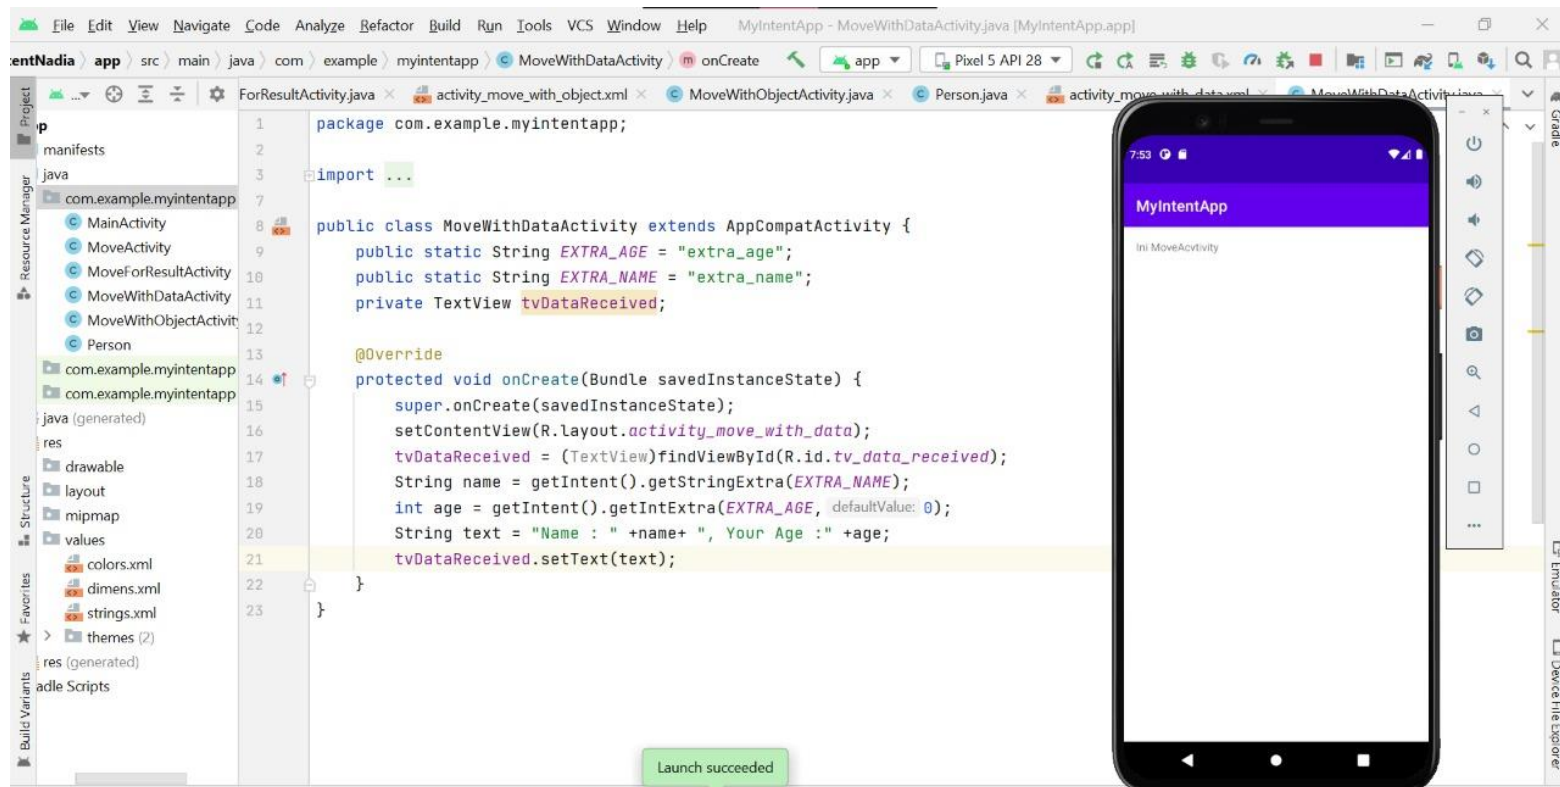 File Edit View Navigate Code Analyze Refactor Build Run Tools VCS Window Help MyIntentApp - MoveWithDataActivity.java [MyIntentApp.app]
entNadia app src main java com example myintentapp MoveWithDataActivity onCreate app Pixel 5 API 28
ForResultActivity.java activity_move_with_object.xml MoveWithObjectActivity.java Person.java activity_move_with_data.xml MoveWithDataActivity.java
Project
Resource Manager
Structure
Favorites
Build Variants
manifests
java
com.example.myintentapp
MainActivity
MoveActivity
MoveForResultActivity
MoveWithDataActivity
MoveWithObjectActivit
Person
com.example.myintentapp
com.example.myintentapp
java (generated)
res
drawable
layout
mipmap
values
colors.xml
dimens.xml
strings.xml
themes (2)
res (generated)
adle Scripts
1 package com.example.myintentapp;
2
3 import ...
7
8 public class MoveWithDataActivity extends AppCompatActivity {
9 public static String EXTRA_AGE = "extra_age";
10 public static String EXTRA_NAME = "extra_name";
11 private TextView tvDataReceived;
12
13 @Override
14 protected void onCreate(Bundle savedInstanceState) {
15 super.onCreate(savedInstanceState);
16 setContentView(R.layout.activity_move_with_data);
17 tvDataReceived = (TextView)findViewById(R.id.tv_data_received);
18 String name = getIntent().getStringExtra(EXTRA_NAME);
19 int age = getIntent().getIntExtra(EXTRA_AGE, defaultValue: 0);
20 String text = "Name : " +name+ ", Your Age :" +age;
21 tvDataReceived.setText(text);
22 }
23 }
Launch succeeded
7:53
MyIntentApp
Ini MoveAcvtivity
Gradle
Emulator
Device File Explorer